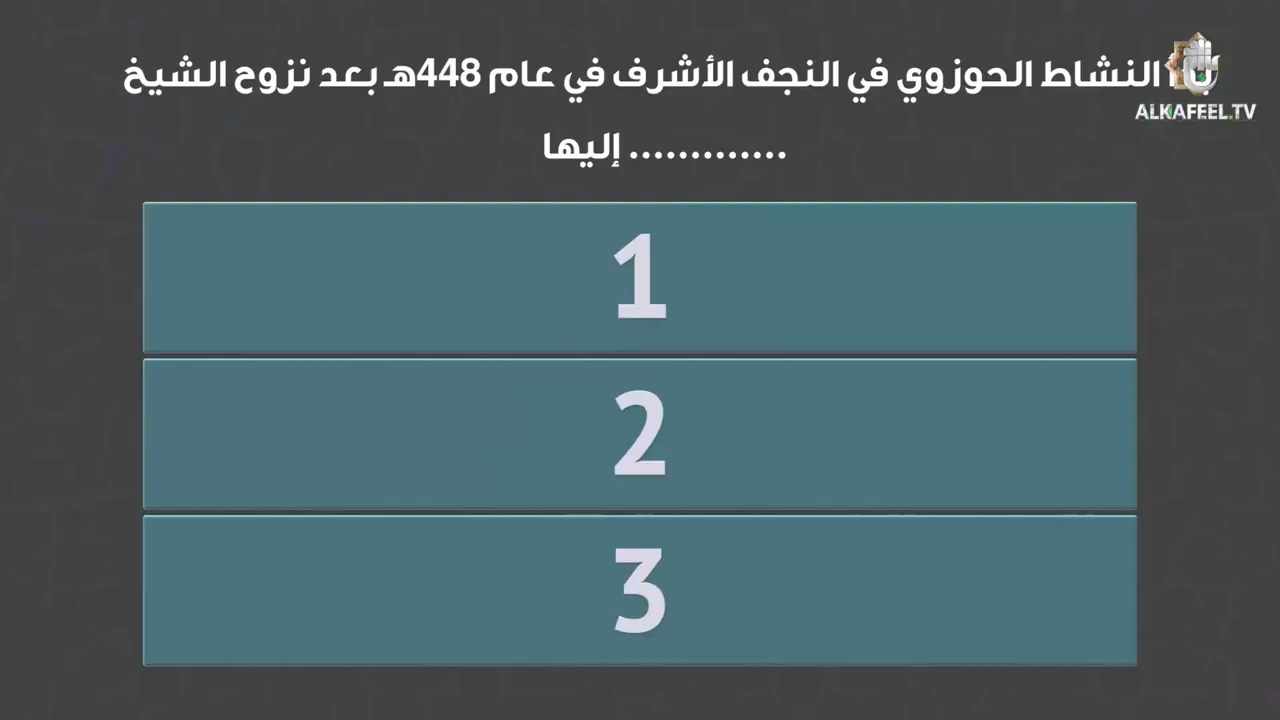 النشاط الحوزوي في النجف الأشرف في عام 448هـ بعد نزوح الشيخ
............. إليها
ALKAFEEL.TV
1
2
3